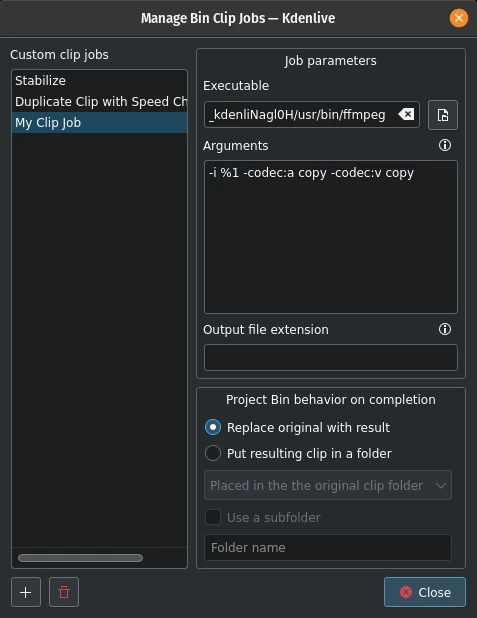 Manage Bin Clip Jobs — Kdenlive
Custom clip jobs
Stabilize
Duplicate Clip with Speed Ch
My Clip Job
Job parameters
Executable
_kdenliNagl0H/usr/bin/ffmpeg
Arguments
-i %1 -codec:a copy -codec:v copy
Output file extension
Project Bin behavior on completion
Replace original with result
Put resulting clip in a folder
Placed in the the original clip folder
Use a subfolder
Folder name
Close